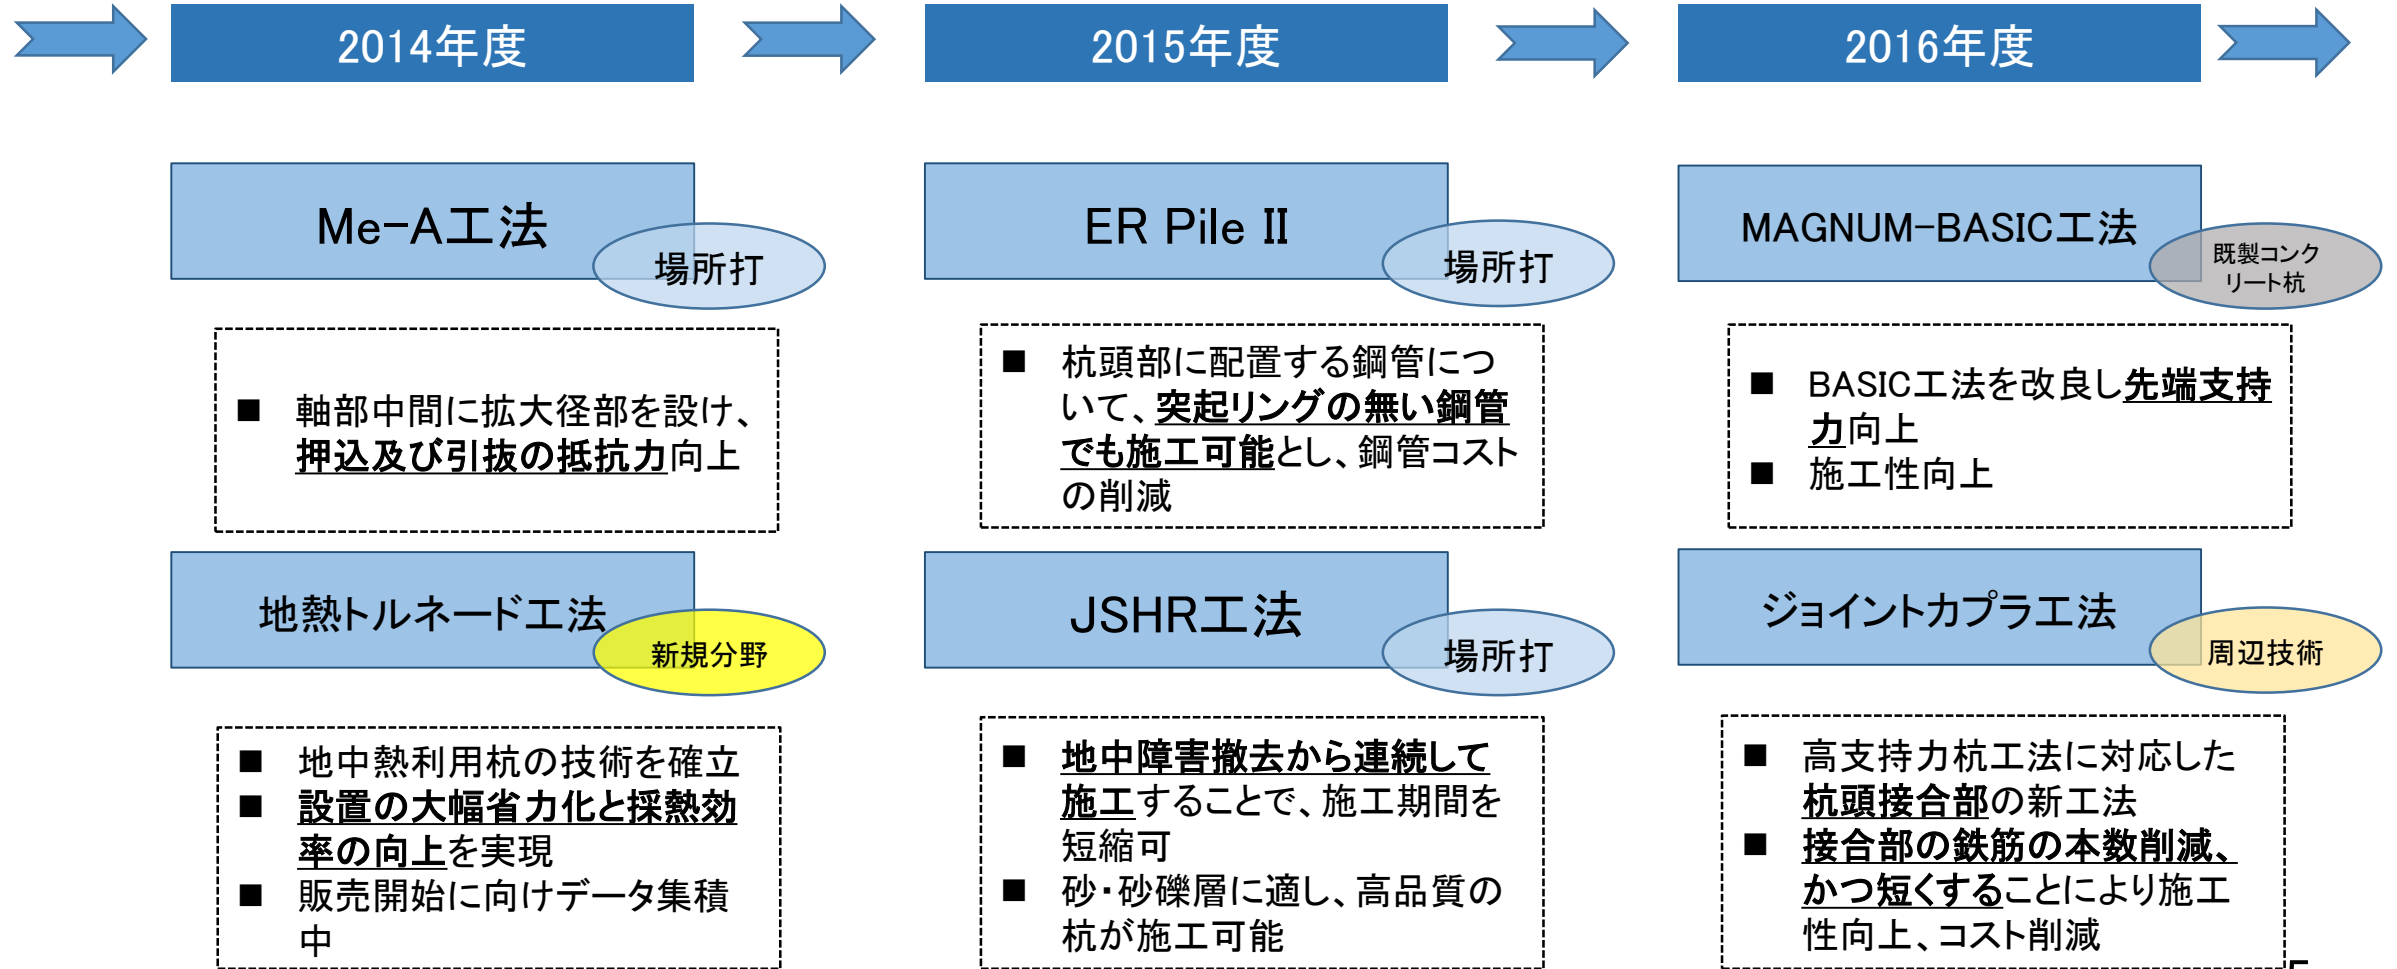 2014年度
2015年度
2016年度
Me-A工法
場所打
ER Pile II
場所打
MAGNUM-BASIC工法
既製コンク
リート杭
■ 軸部中間に拡大径部を設け、
押込及び引抜の抵抗力向上
■ 杭頭部に配置する鋼管につ
いて、突起リングの無い鋼管
でも施工可能とし、鋼管コスト
の削減
■ BASIC工法を改良し先端支持
力向上
■ 施工性向上
地熱トルネード工法
新規分野
JSHR工法
場所打
ジョイントカプラ工法
周辺技術
■ 地中熱利用杭の技術を確立
■ 設置の大幅省力化と採熱効
率の向上を実現
■ 販売開始に向けデータ集積
中
■ 地中障害撤去から連続して
施工することで、施工期間を
短縮可
■ 砂・砂礫層に適し、高品質の
杭が施工可能
■ 高支持力杭工法に対応した
杭頭接合部の新工法
■ 接合部の鉄筋の本数削減、
かつ短くすることにより施工
性向上、コスト削減